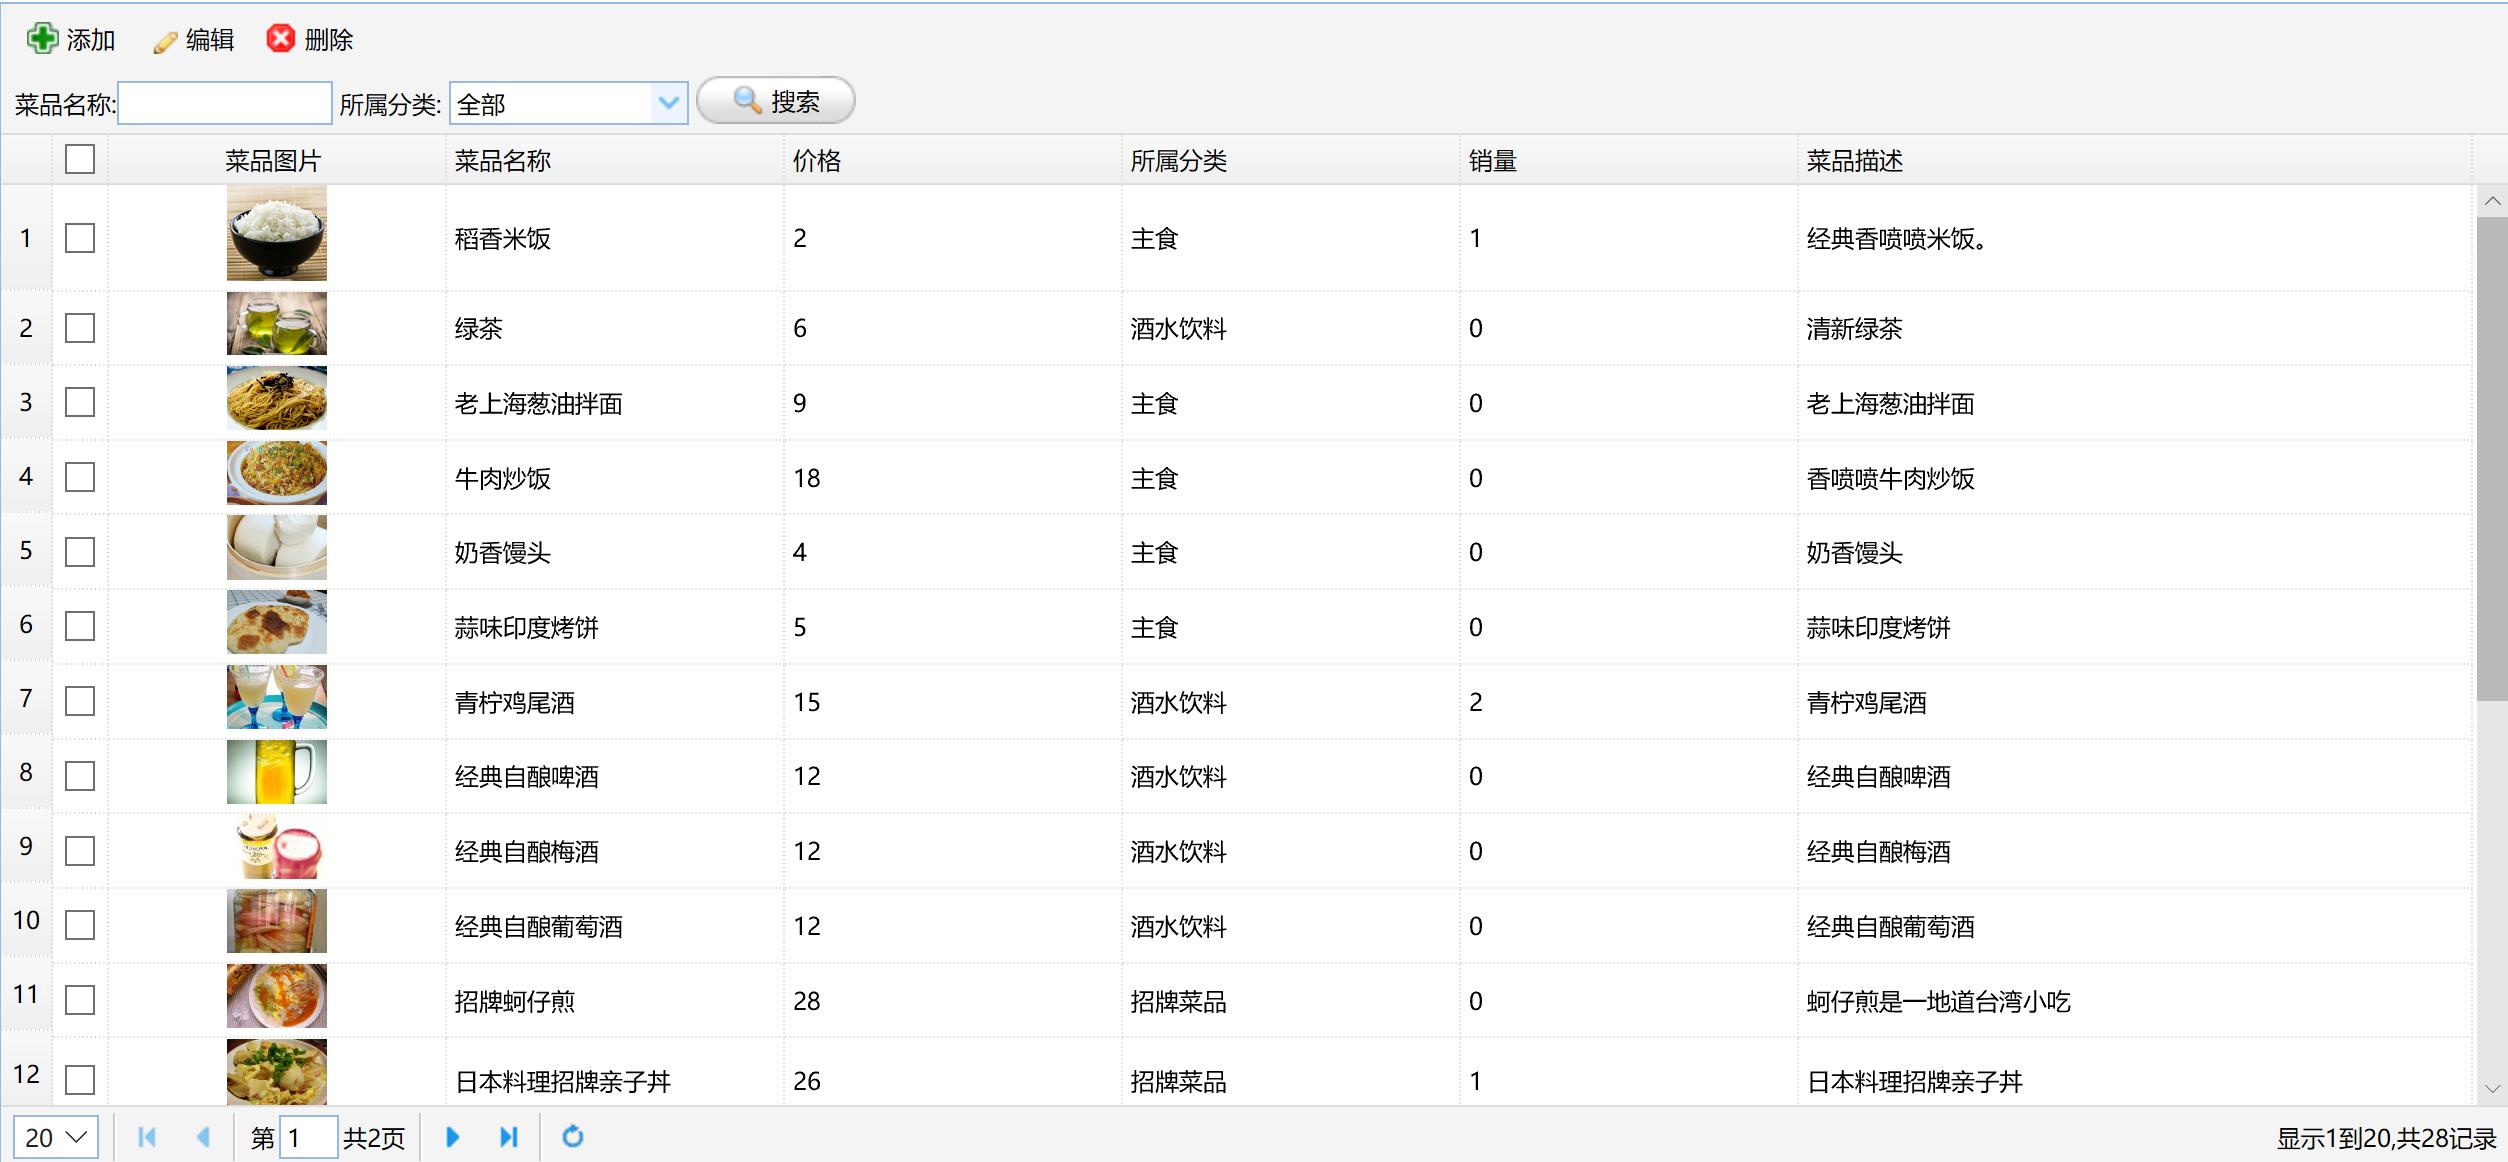 添加 编辑 删除
菜品名称: 所属分类: 全部 搜索
菜品图片 菜品名称 价格 所属分类 销量 菜品描述
1 稻香米饭 2 主食 1 经典香喷喷米饭。
2 绿茶 6 酒水饮料 0 清新绿茶
3 老上海葱油拌面 9 主食 0 老上海葱油拌面
4 牛肉炒饭 18 主食 0 香喷喷牛肉炒饭
5 奶香馒头 4 主食 0 奶香馒头
6 蒜味印度烤饼 5 主食 0 蒜味印度烤饼
7 青柠鸡尾酒 15 酒水饮料 2 青柠鸡尾酒
8 经典自酿啤酒 12 酒水饮料 0 经典自酿啤酒
9 经典自酿梅酒 12 酒水饮料 0 经典自酿梅酒
10 经典自酿葡萄酒 12 酒水饮料 0 经典自酿葡萄酒
11 招牌蚵仔煎 28 招牌菜品 0 蚵仔煎是一地道台湾小吃
12 日本料理招牌亲子丼 26 招牌菜品 1 日本料理招牌亲子丼
20 第 1 共2页 显示1到20,共28记录